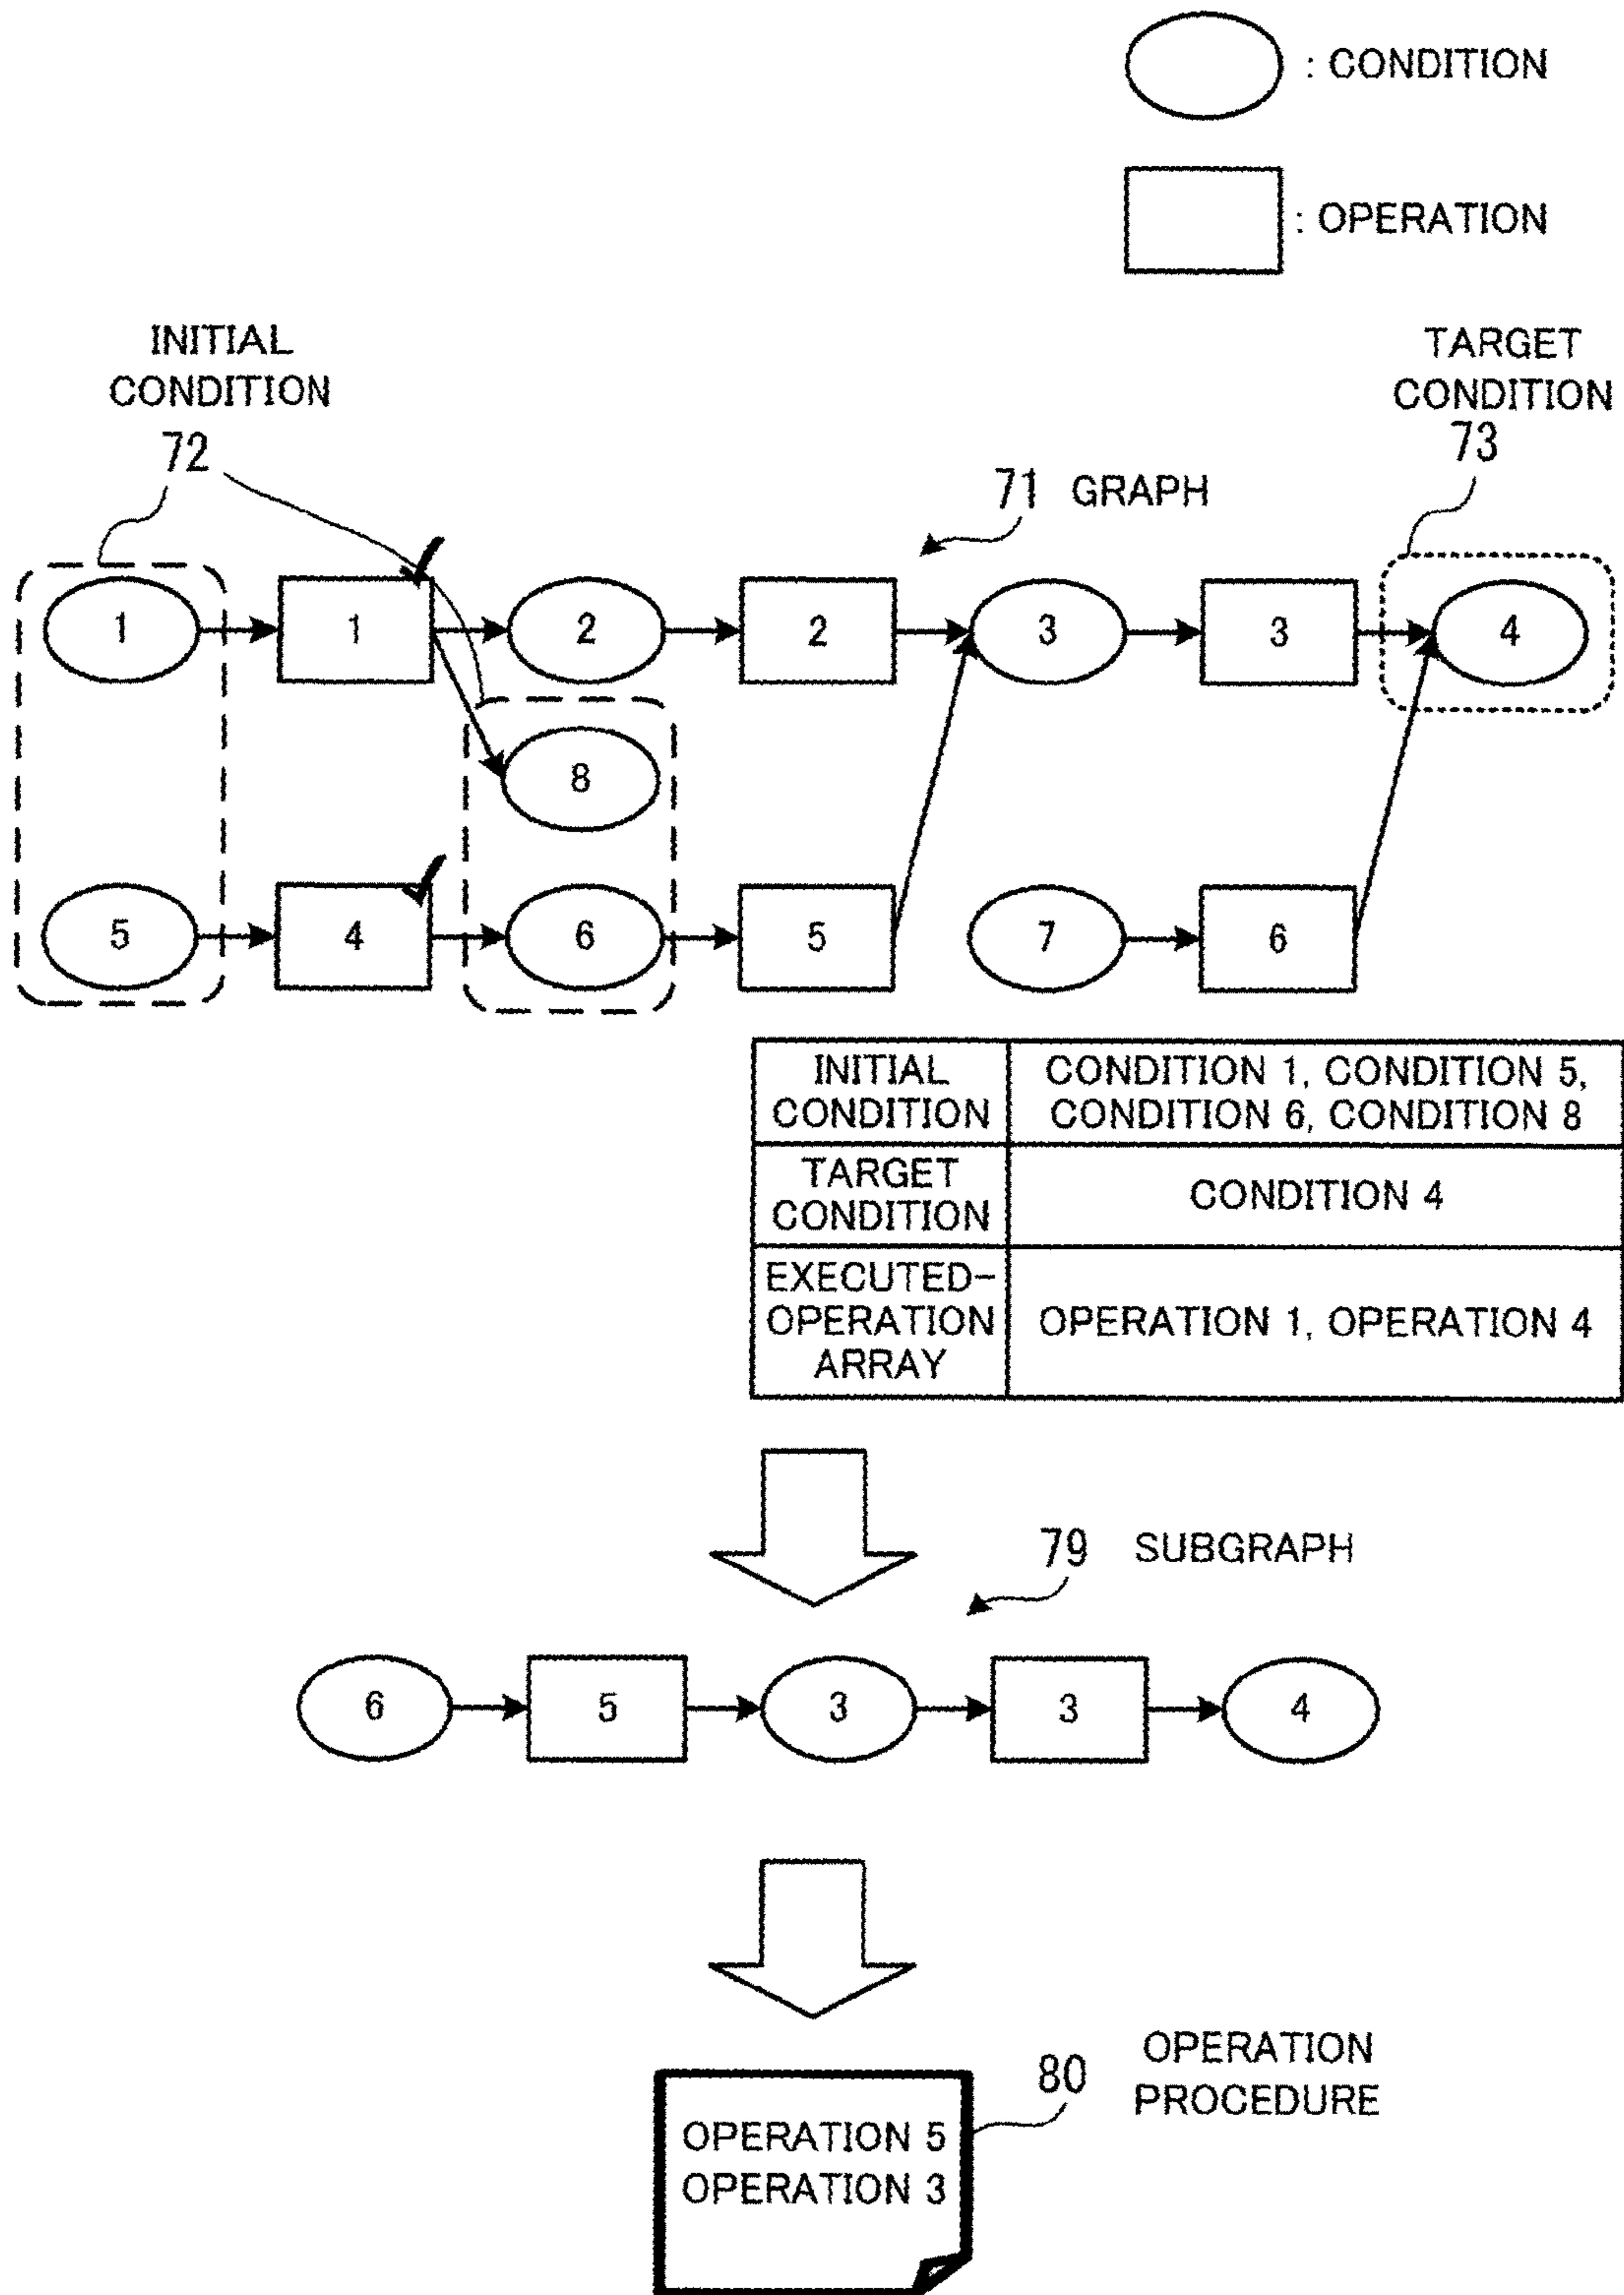 : CONDITION
: OPERATION
INITIAL
CONDITION
72
TARGET
CONDITION
73
71 GRAPH
1 1 2 2 3 3 4
8
5 4 6 5 7 6
INITIAL
CONDITION
CONDITION 1, CONDITION 5,
CONDITION 6, CONDITION 8
TARGET
CONDITION
CONDITION 4
EXECUTED-
OPERATION
ARRAY
OPERATION 1, OPERATION 4
79 SUBGRAPH
6 5 3 3 4
80
OPERATION
PROCEDURE
OPERATION 5
OPERATION 3